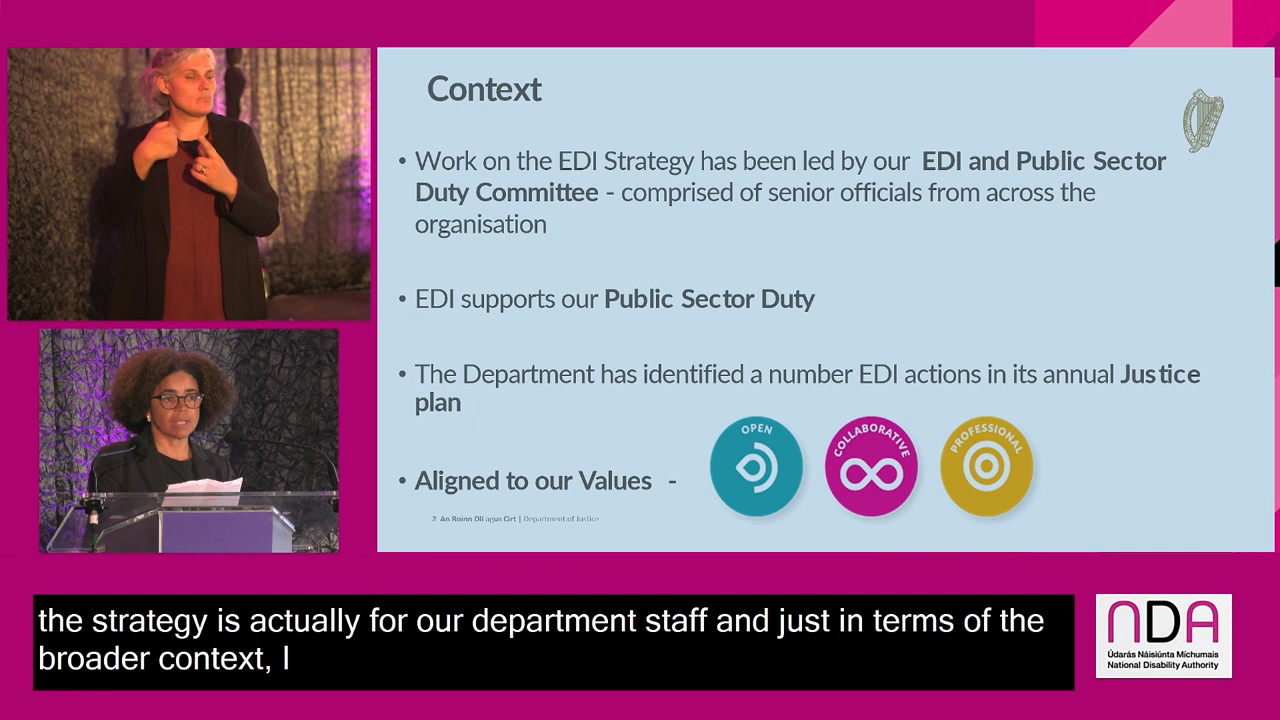 Context
• Work on the EDI Strategy has been led by our EDI and Public Sector
Duty Committee - comprised of senior officials from across the
organisation
• EDI supports our Public Sector Duty
• The Department has identified a number EDI actions in its annual Justice
plan
• Aligned to our Values -
OPEN
COLLABORATIVE
PROFESSIONAL
2 An Roinn Dlí agus Cirt | Department of Justice
the strategy is actually for our department staff and just in terms of the
broader context, I
NDA
Údarás Náisiúnta Míchumais
National Disability Authority